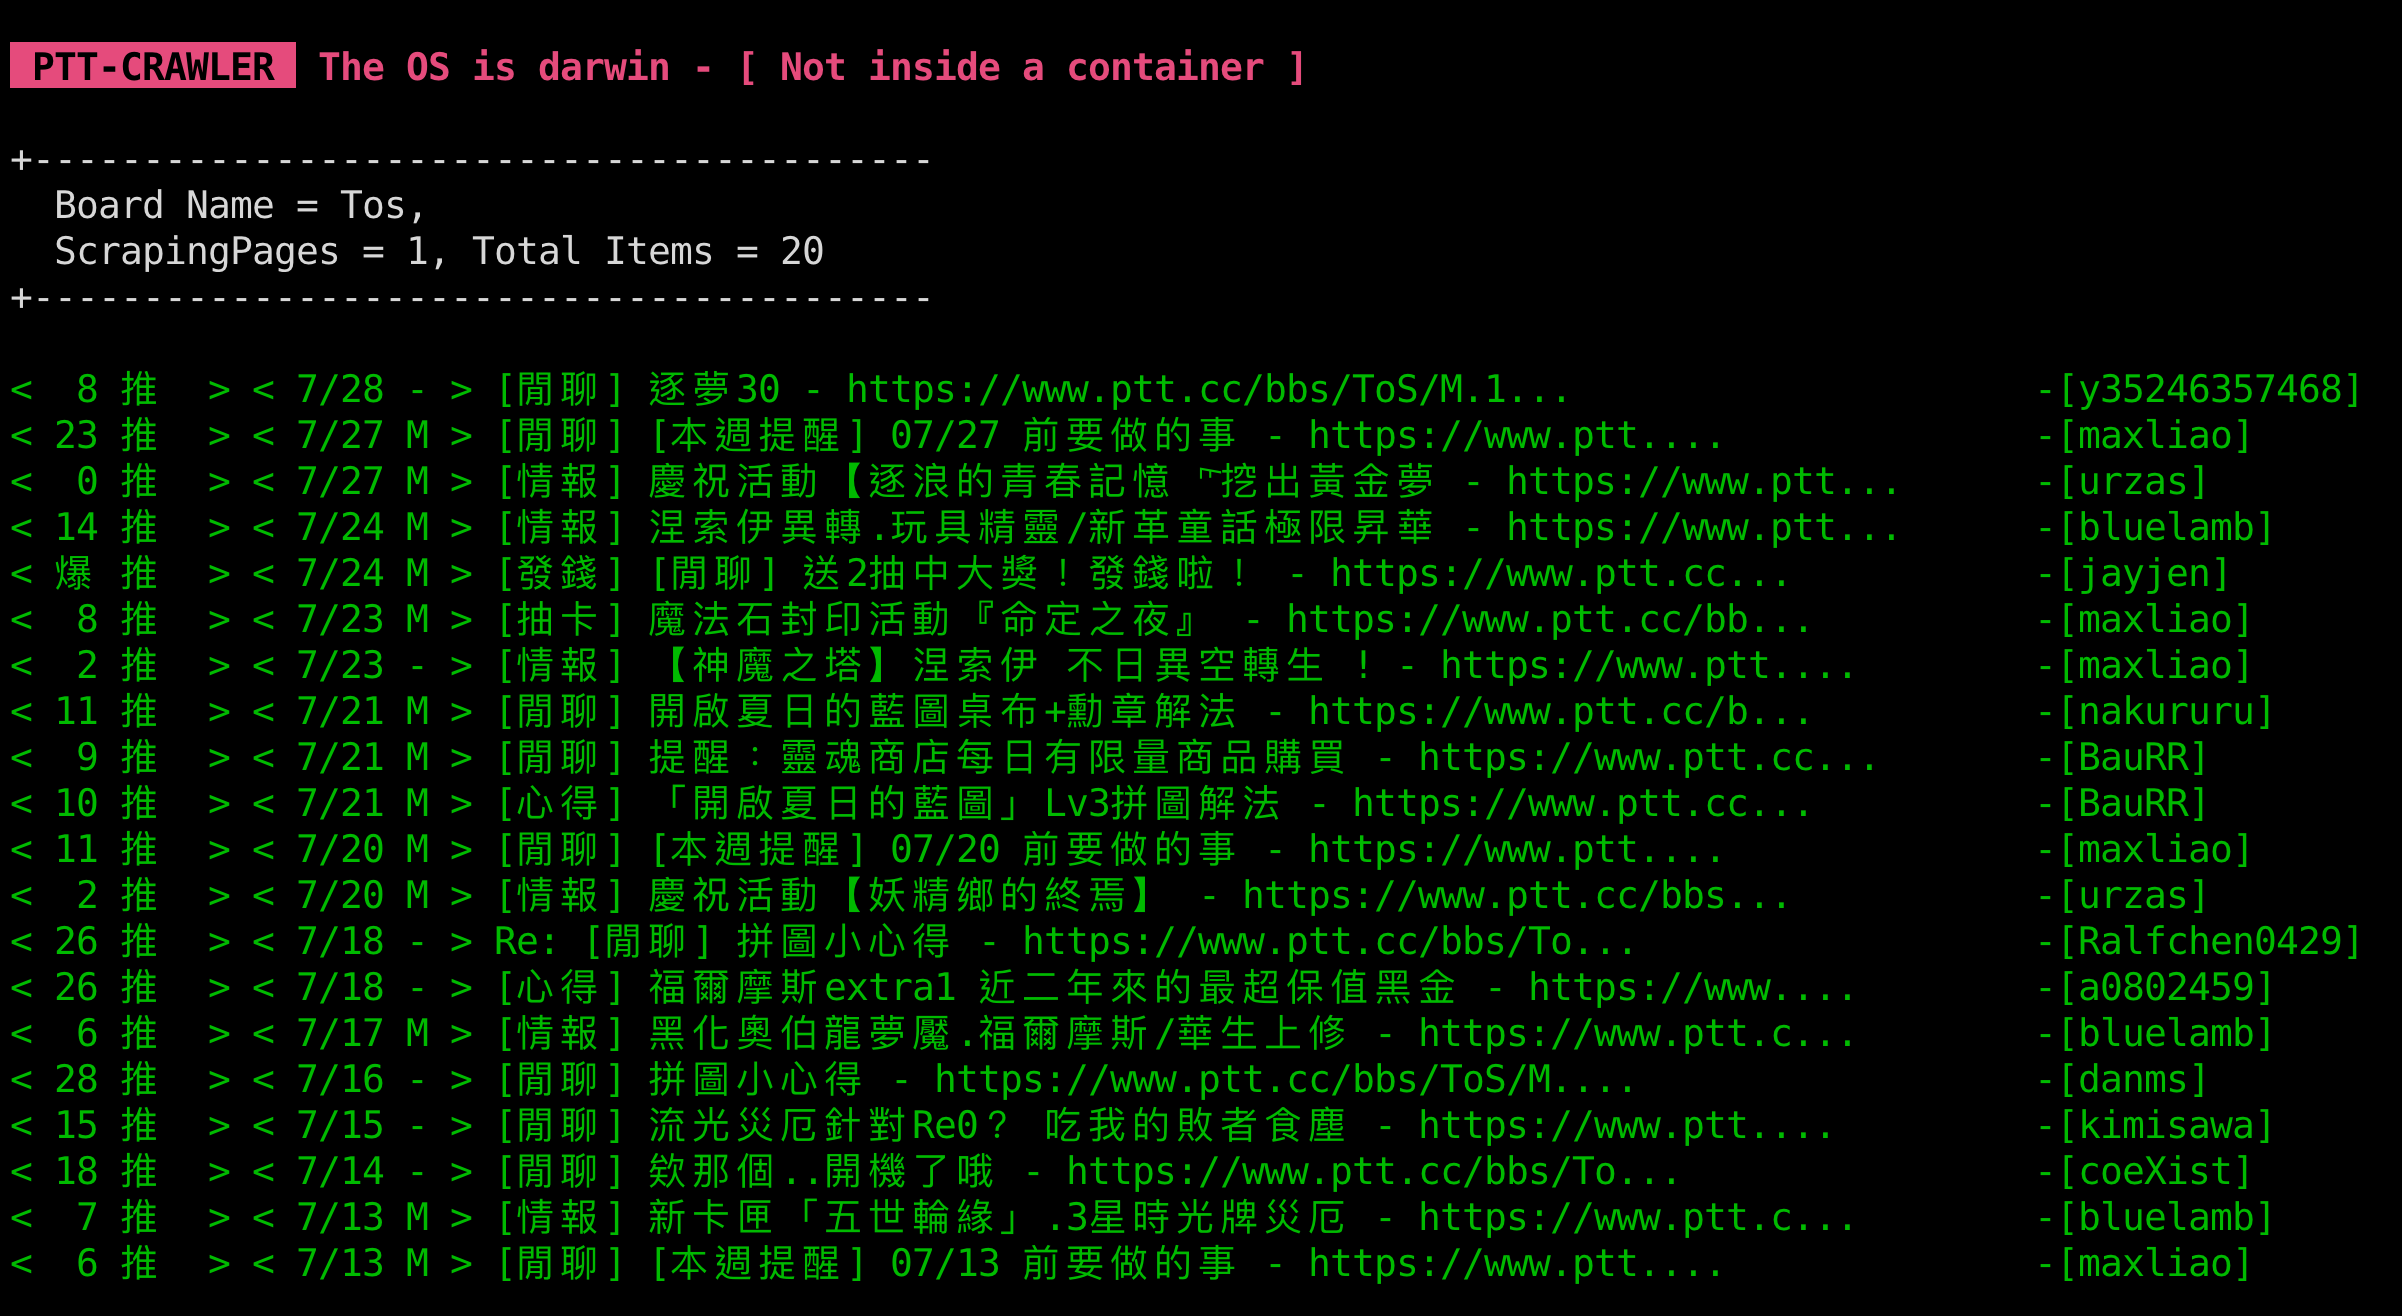 PTT-CRAWLER The OS is darwin - [ Not inside a container ]
+-----------------------------------------
Board Name = Tos,
ScrapingPages = 1, Total Items = 20
+-----------------------------------------
<  8 推  > < 7/28 - > [閒聊] 逐夢30 - https://www.ptt.cc/bbs/ToS/M.1... -[y35246357468]
< 23 推  > < 7/27 M > [閒聊] [本週提醒] 07/27 前要做的事 - https://www.ptt.... -[maxliao]
<  0 推  > < 7/27 M > [情報] 慶祝活動【逐浪的青春記憶 挖出黃金夢 - https://www.ptt... -[urzas]
< 14 推  > < 7/24 M > [情報] 涅索伊異轉.玩具精靈/新革童話極限昇華 - https://www.ptt... -[bluelamb]
< 爆 推  > < 7/24 M > [發錢] [閒聊] 送2抽中大獎！發錢啦！ - https://www.ptt.cc... -[jayjen]
<  8 推  > < 7/23 M > [抽卡] 魔法石封印活動『命定之夜』 - https://www.ptt.cc/bb... -[maxliao]
<  2 推  > < 7/23 - > [情報] 【神魔之塔】涅索伊 不日異空轉生 ! - https://www.ptt.... -[maxliao]
< 11 推  > < 7/21 M > [閒聊] 開啟夏日的藍圖桌布+勳章解法 - https://www.ptt.cc/b... -[nakururu]
<  9 推  > < 7/21 M > [閒聊] 提醒：靈魂商店每日有限量商品購買 - https://www.ptt.cc... -[BauRR]
< 10 推  > < 7/21 M > [心得] 「開啟夏日的藍圖」Lv3拼圖解法 - https://www.ptt.cc... -[BauRR]
< 11 推  > < 7/20 M > [閒聊] [本週提醒] 07/20 前要做的事 - https://www.ptt.... -[maxliao]
<  2 推  > < 7/20 M > [情報] 慶祝活動【妖精鄉的終焉】 - https://www.ptt.cc/bbs... -[urzas]
< 26 推  > < 7/18 - > Re: [閒聊] 拼圖小心得 - https://www.ptt.cc/bbs/To... -[Ralfchen0429]
< 26 推  > < 7/18 - > [心得] 福爾摩斯extra1 近二年來的最超保值黑金 - https://www.... -[a0802459]
<  6 推  > < 7/17 M > [情報] 黑化奧伯龍夢魘.福爾摩斯/華生上修 - https://www.ptt.c... -[bluelamb]
< 28 推  > < 7/16 - > [閒聊] 拼圖小心得 - https://www.ptt.cc/bbs/ToS/M.... -[danms]
< 15 推  > < 7/15 - > [閒聊] 流光災厄針對Re0？ 吃我的敗者食塵 - https://www.ptt.... -[kimisawa]
< 18 推  > < 7/14 - > [閒聊] 欸那個..開機了哦 - https://www.ptt.cc/bbs/To... -[coeXist]
<  7 推  > < 7/13 M > [情報] 新卡匣「五世輪緣」.3星時光牌災厄 - https://www.ptt.c... -[bluelamb]
<  6 推  > < 7/13 M > [閒聊] [本週提醒] 07/13 前要做的事 - https://www.ptt.... -[maxliao]